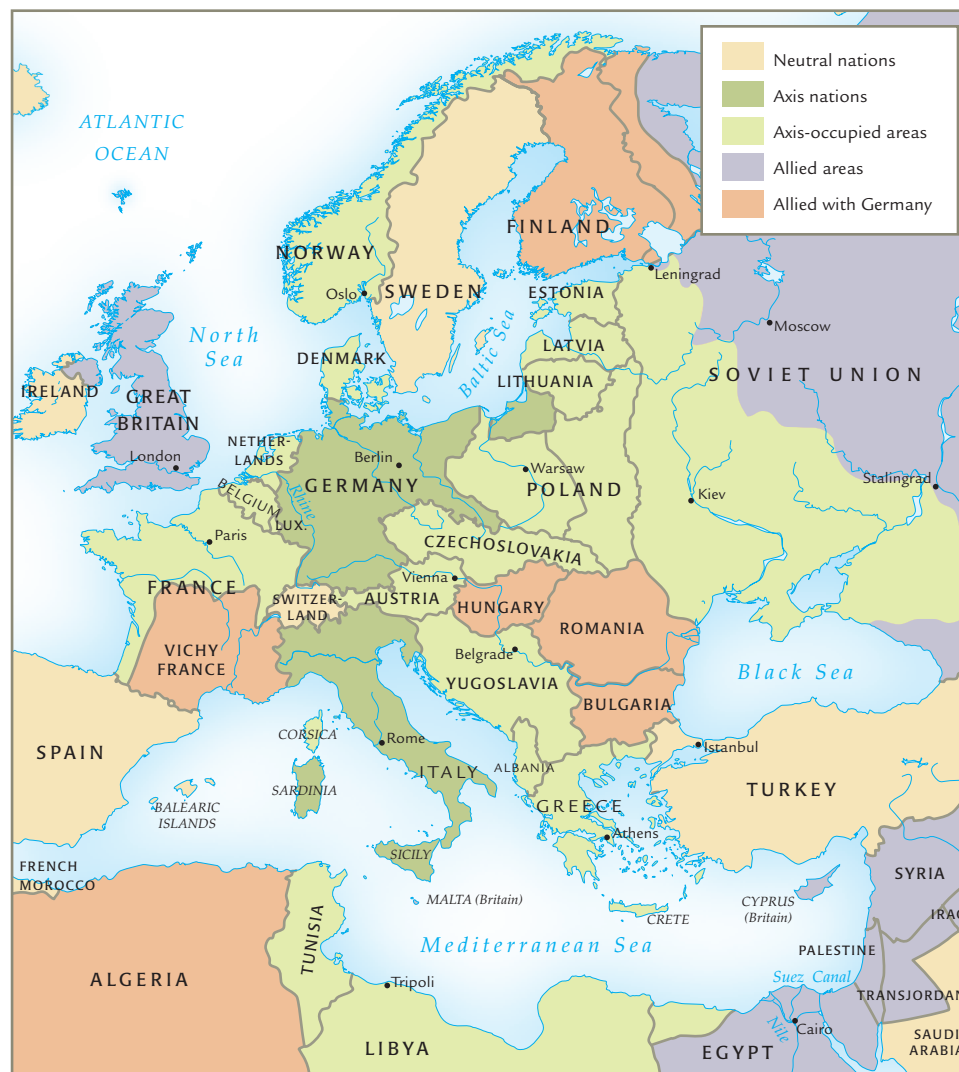 Neutral nations
Axis nations
Axis-occupied areas
Allied areas
Allied with Germany
ATLANTIC
OCEAN
FINLAND
NORWAY
Leningrad
Oslo
SWEDEN
ESTONIA
Moscow
North
Sea
Baltic Sea
LATVIA
DENMARK
SOVIET UNION
LITHUANIA
IRELAND
GREAT
BRITAIN
NETHER-
LANDS
London
Berlin
Warsaw
GERMANY
POLAND
Stalingrad
Kiev
BELGIUM
Rhine
LUX.
Paris
CZECHOSLOVAKIA
FRANCE
Vienna
SWITZER-
LAND
AUSTRIA
HUNGARY
ROMANIA
VICHY
FRANCE
Belgrade
Black Sea
YUGOSLAVIA
BULGARIA
CORSICA
Rome
Istanbul
SPAIN
ITALY
ALBANIA
SARDINIA
TURKEY
BALEARIC
ISLANDS
GREECE
Athens
SICILY
FRENCH
MOROCCO
SYRIA
MALTA (Britain)
CYPRUS
(Britain)
CRETE
IRAQ
TUNISIA
Mediterranean Sea
PALESTINE
ALGERIA
Tripoli
Suez Canal
TRANSJORDAN
Nile
Cairo
SAUDI
ARABIA
LIBYA
EGYPT